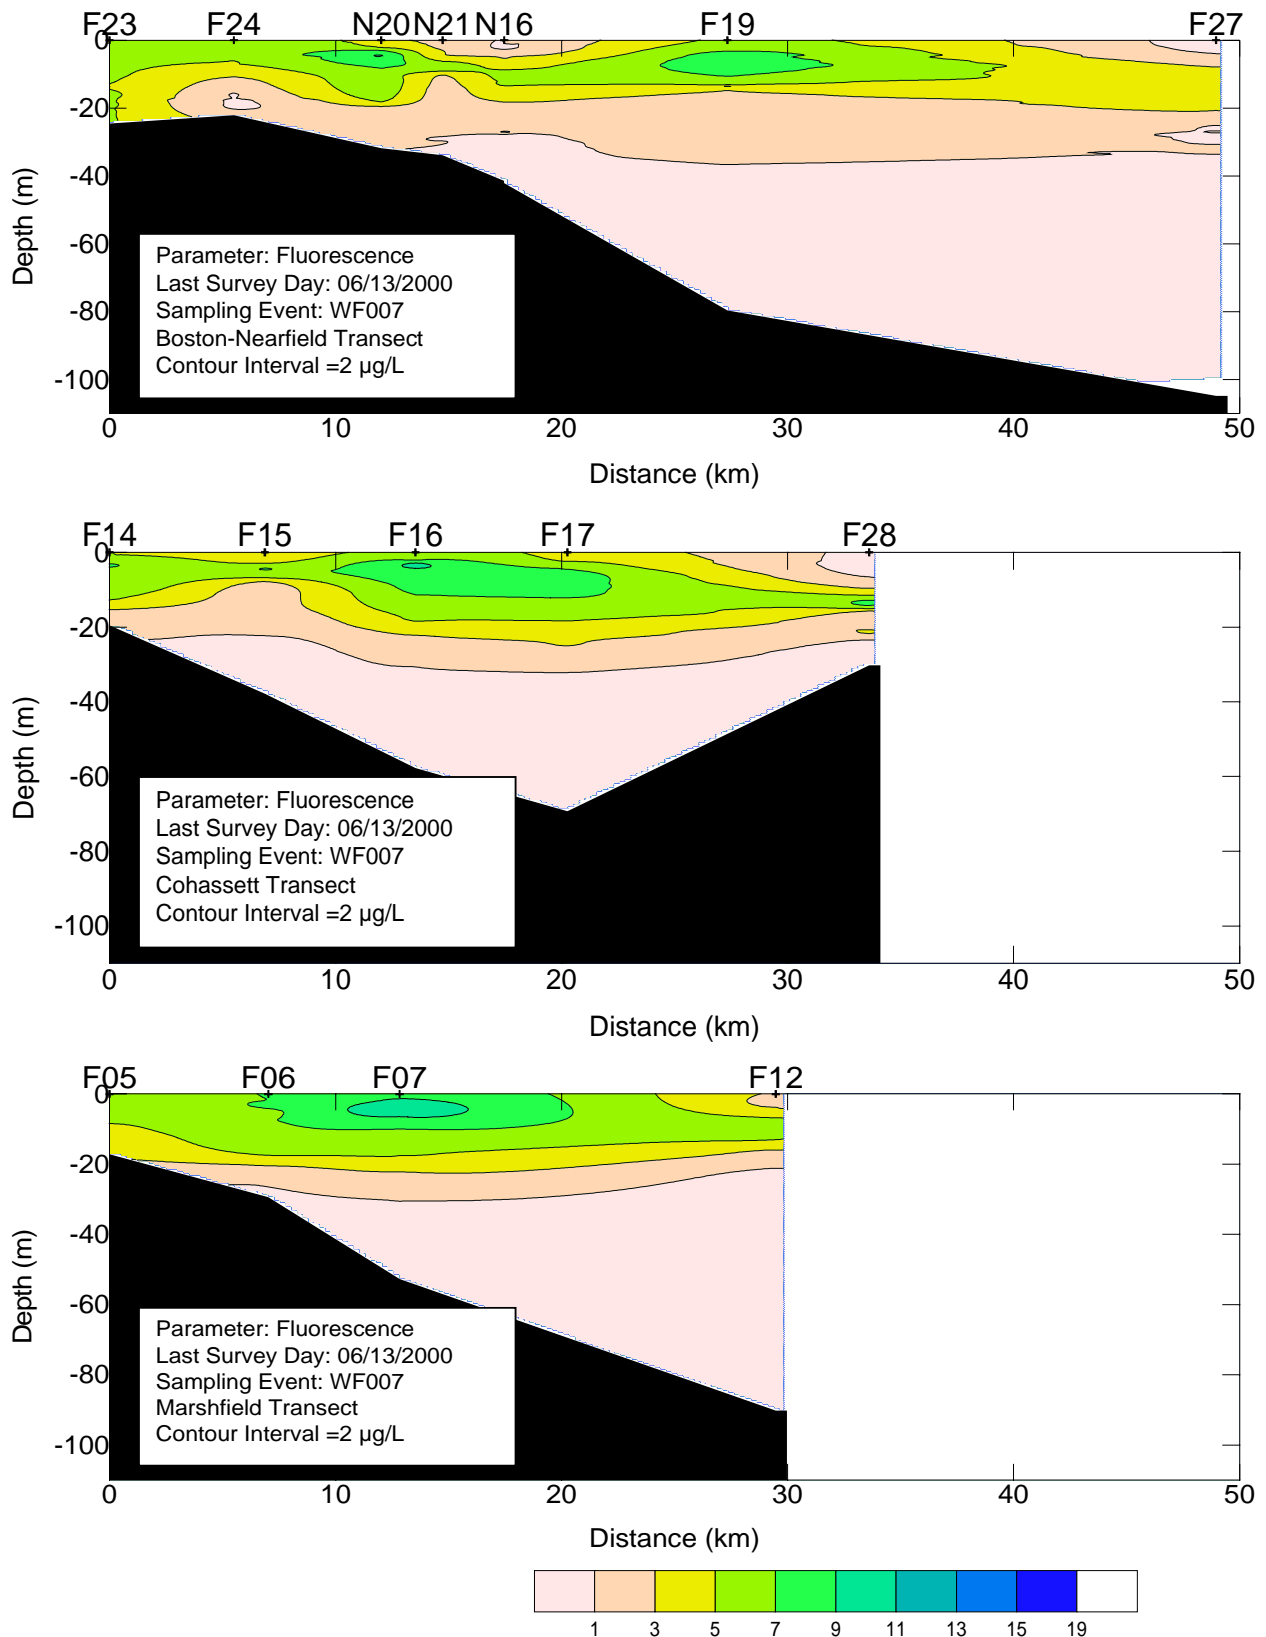 F23 F24 N20 N21 N16 F19 F27
0
-20
-40
-60
-80
-100
Depth (m)
Parameter: Fluorescence
Last Survey Day: 06/13/2000
Sampling Event: WF007
Boston-Nearfield Transect
Contour Interval =2 µg/L
0 10 20 30 40 50
Distance (km)
F14 F15 F16 F17 F28
0
-20
-40
-60
-80
-100
Depth (m)
Parameter: Fluorescence
Last Survey Day: 06/13/2000
Sampling Event: WF007
Cohassett Transect
Contour Interval =2 µg/L
0 10 20 30 40 50
Distance (km)
F05 F06 F07 F12
0
-20
-40
-60
-80
-100
Depth (m)
Parameter: Fluorescence
Last Survey Day: 06/13/2000
Sampling Event: WF007
Marshfield Transect
Contour Interval =2 µg/L
0 10 20 30 40 50
Distance (km)
1 3 5 7 9 11 13 15 19